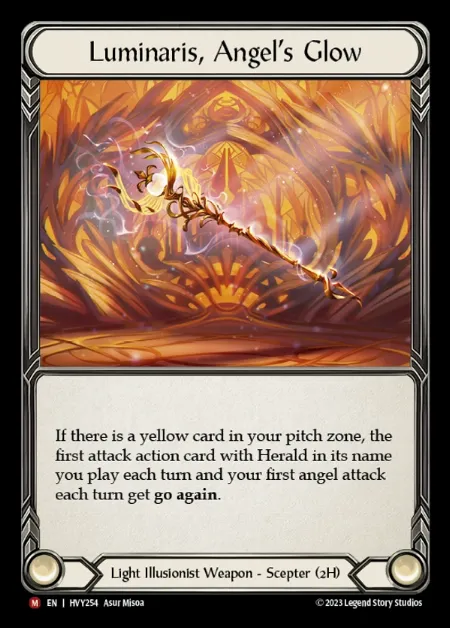 Luminaris, Angel's Glow
If there is a yellow card in your pitch zone, the
first attack action card with Herald in its name
you play each turn and your first angel attack
each turn get go again.
Light Illusionist Weapon - Scepter (2H)
M EN | HVY254 Asur Misoa
© 2023 Legend Story Studios